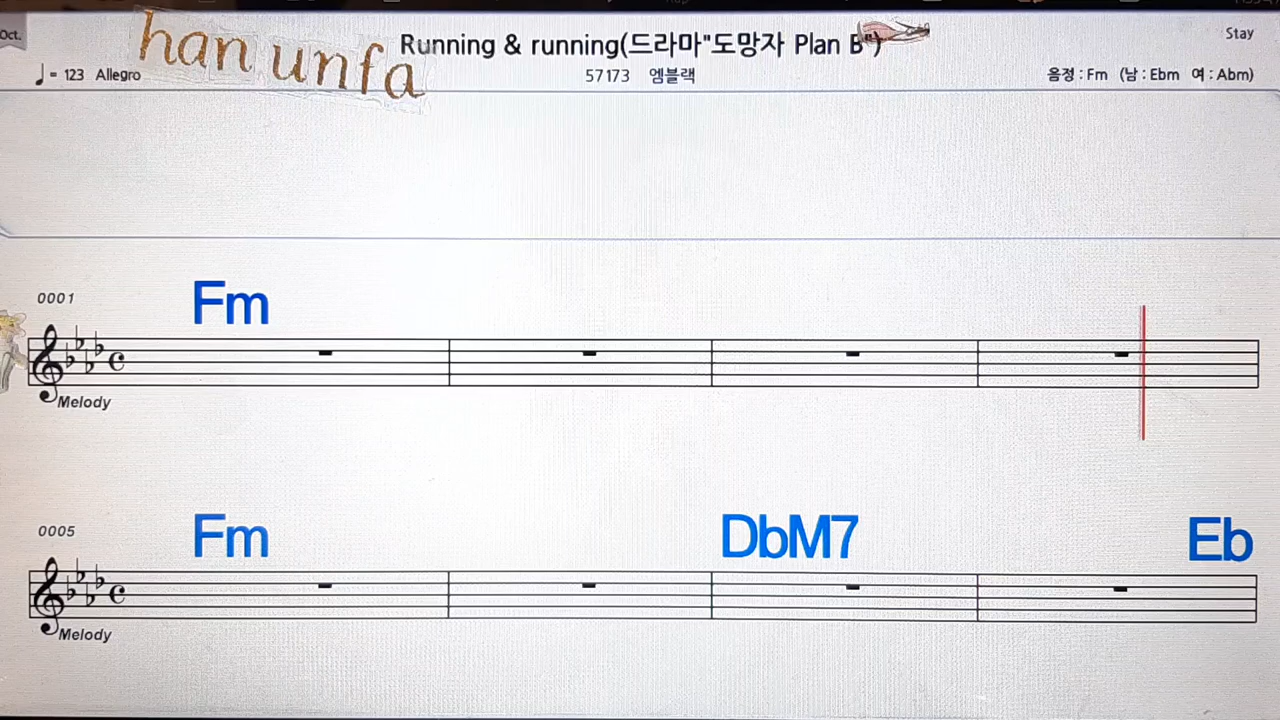 Oct.
han unfa
Running & running(드라마"도망자 Plan B")
Stay
♩= 123 Allegro
57173 엠블랙
음정 : Fm (남 : Ebm 여 : Abm)
0001
Fm
Melody
0005
Fm DbM7 Eb
Melody